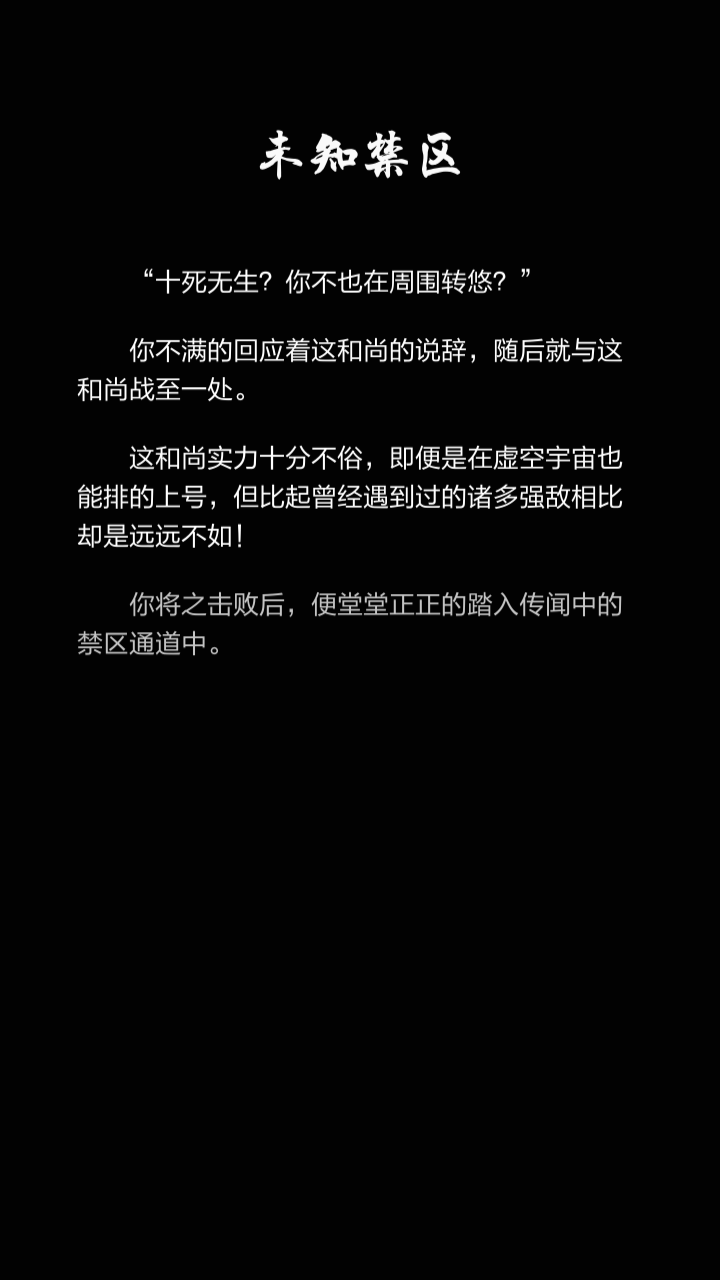 未知禁区
“十死无生？你不也在周围转悠？”
你不满的回应着这和尚的说辞，随后就与这
和尚战至一处。
这和尚实力十分不俗，即便是在虚空宇宙也
能排的上号，但比起曾经遇到过的诸多强敌相比
却是远远不如！
你将之击败后，便堂堂正正的踏入传闻中的
禁区通道中。